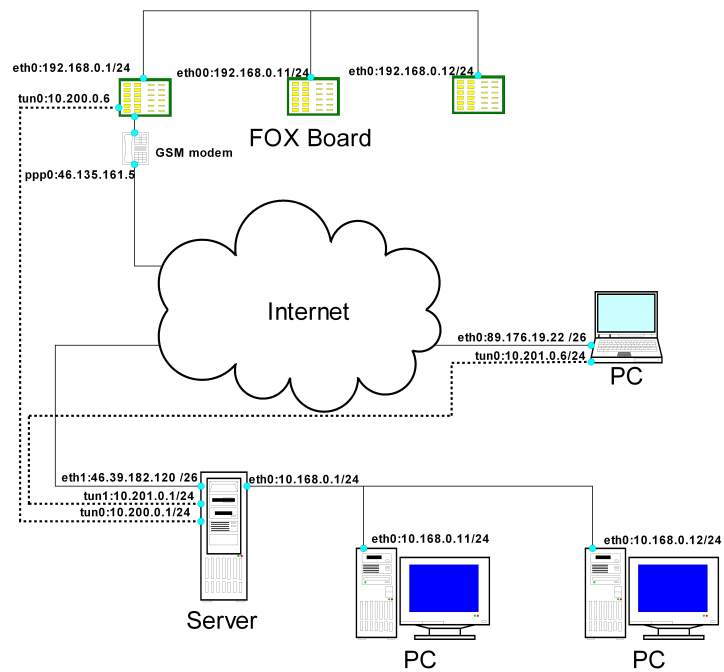 eth0:192.168.0.1/24
eth00:192.168.0.11/24
eth0:192.168.0.12/24
tun0:10.200.0.6
FOX Board
GSM modem
ppp0:46.135.161.5
Internet
eth0:89.176.19.22 /26
tun0:10.201.0.6/24
PC
eth1:46.39.182.120 /26
eth0:10.168.0.1/24
tun1:10.201.0.1/24
tun0:10.200.0.1/24
eth0:10.168.0.11/24
eth0:10.168.0.12/24
Server
PC
PC